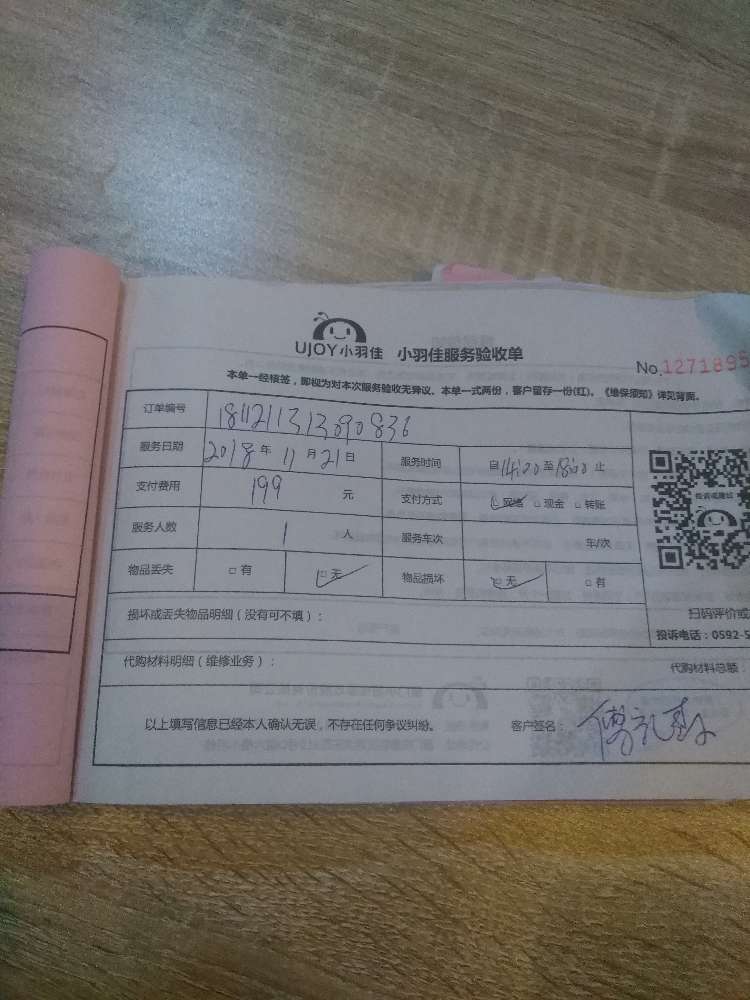 UJOY小羽佳 小羽佳服务验收单
No.1271895
本单一经核签，即视为对本次服务验收无异议。本单一式两份，客户留存一份(红)。《维保须知》详见背面。
订单编号 181121131309083
服务日期 2018年 11月21日 服务时间 自14:00至18:00止
支付费用 199 元 支付方式 □网络 □现金 □转账
服务人数 1 人 服务车次 车/次
物品丢失 □有 □无 物品损坏 □无 □有
损坏或丢失物品明细（没有可不填）：
扫码评价或
投诉电话：0592-5
代购材料明细（维修业务）： 代购材料总额：
以上填写信息已经本人确认无误，不存在任何争议纠纷。 客户签名：